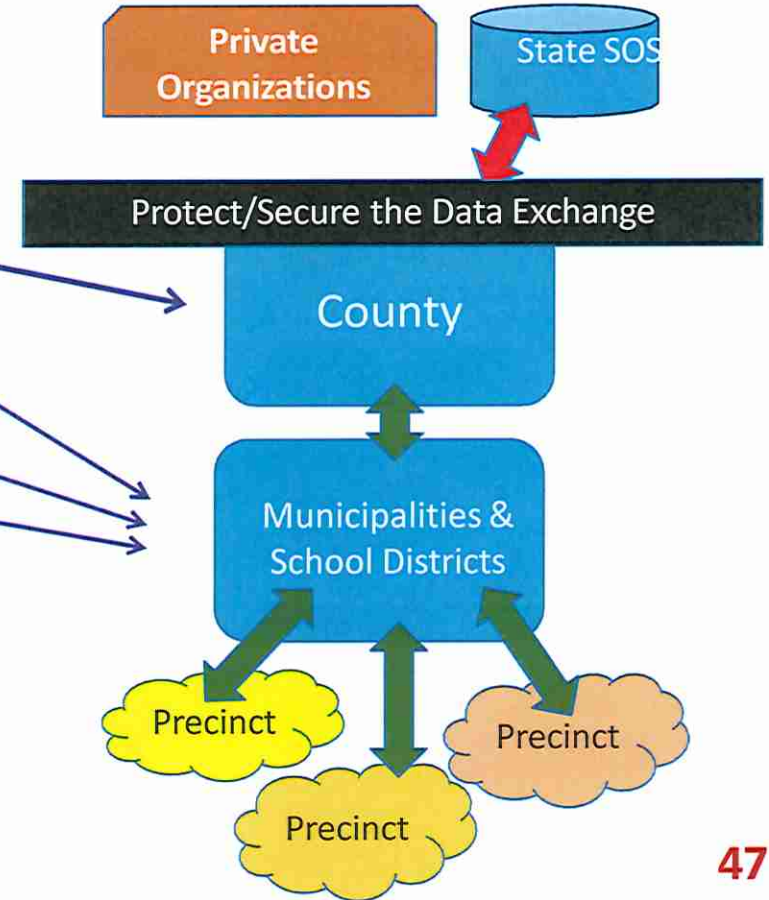 Private
Organizations
State SOS
Protect/Secure the Data Exchange
County
Municipalities &
School Districts
Precinct
Precinct
Precinct
47